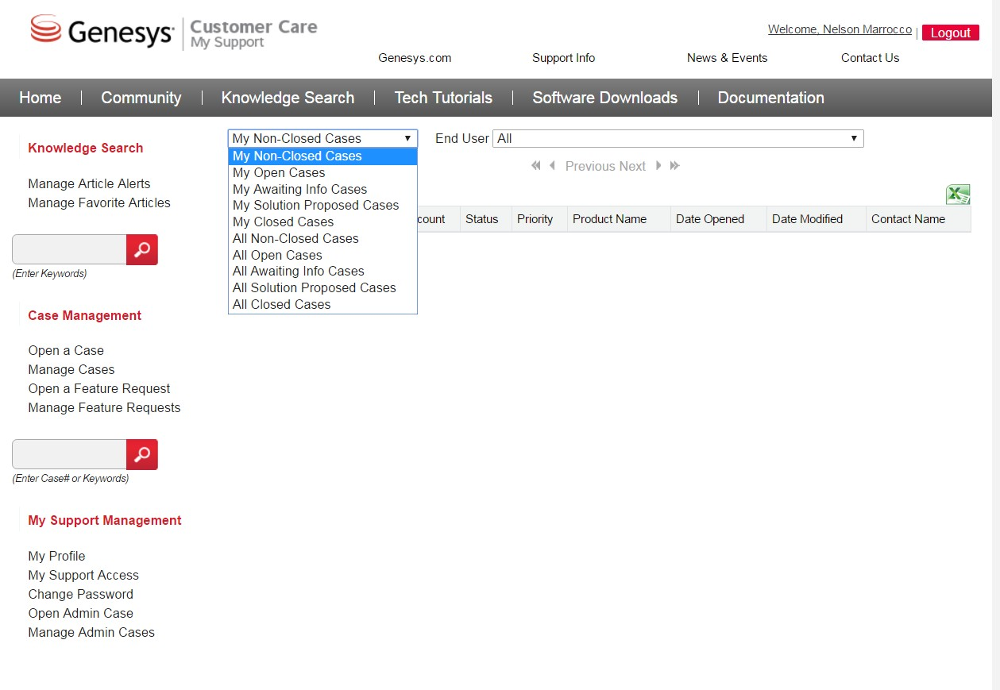 Genesys Customer Care
My Support
Welcome, Nelson Marrocco | Logout
Genesys.com Support Info News & Events Contact Us
Home | Community | Knowledge Search | Tech Tutorials | Software Downloads | Documentation
Knowledge Search
Manage Article Alerts
Manage Favorite Articles
(Enter Keywords)
Case Management
Open a Case
Manage Cases
Open a Feature Request
Manage Feature Requests
(Enter Case# or Keywords)
My Support Management
My Profile
My Support Access
Change Password
Open Admin Case
Manage Admin Cases
My Non-Closed Cases End User All
My Non-Closed Cases
My Open Cases
My Awaiting Info Cases
My Solution Proposed Cases
My Closed Cases
All Non-Closed Cases
All Open Cases
All Awaiting Info Cases
All Solution Proposed Cases
All Closed Cases
Previous Next
count Status Priority Product Name Date Opened Date Modified Contact Name